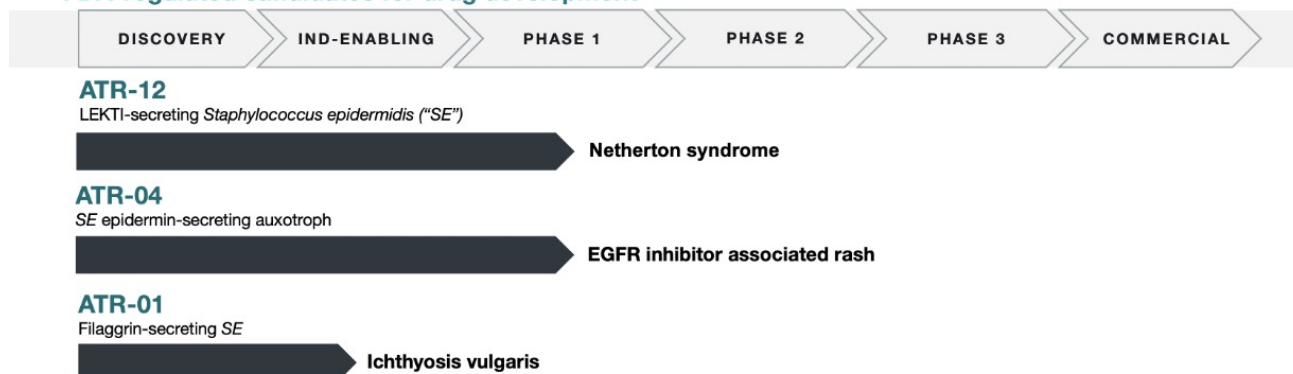 DISCOVERY IND-ENABLING PHASE 1 PHASE 2 PHASE 3 COMMERCIAL
ATR-12
LEKTI-secreting Staphylococcus epidermidis (“SE”)
Netherton syndrome
ATR-04
SE epidermin-secreting auxotroph
EGFR inhibitor associated rash
ATR-01
Filaggrin-secreting SE
Ichthyosis vulgaris